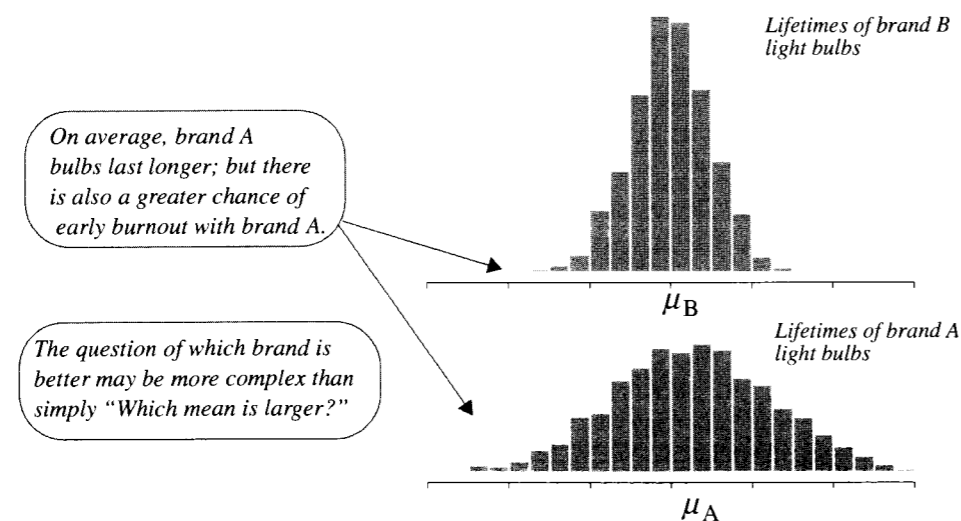 Lifetimes of brand B
light bulbs
On average, brand A
bulbs last longer; but there
is also a greater chance of
early burnout with brand A.
μB
Lifetimes of brand A
light bulbs
The question of which brand is
better may be more complex than
simply “Which mean is larger?”
μA